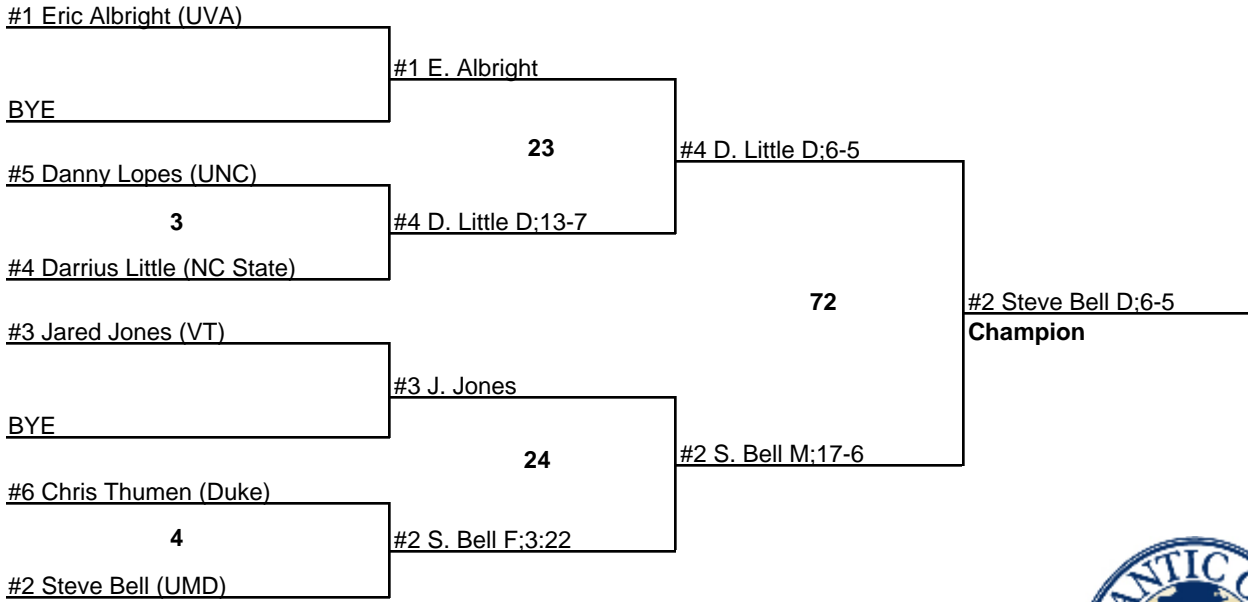 #1 Eric Albright (UVA)
#1 E. Albright
BYE
23
#4 D. Little D;6-5
#5 Danny Lopes (UNC)
3
#4 D. Little D;13-7
#4 Darrius Little (NC State)
72
#2 Steve Bell D;6-5
Champion
#3 Jared Jones (VT)
#3 J. Jones
BYE
24
#2 S. Bell M;17-6
#6 Chris Thumen (Duke)
4
#2 S. Bell F;3:22
#2 Steve Bell (UMD)